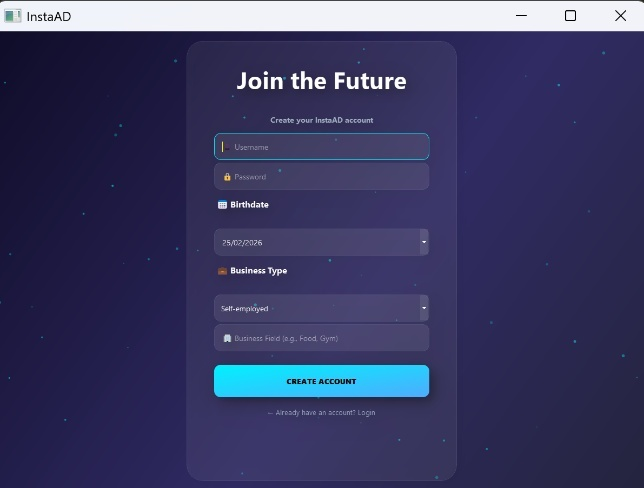 InstaAD
Join the Future
Create your InstaAD account
Username
Password
Birthdate
25/02/2026
Business Type
Self-employed
Business Field (e.g., Food, Gym)
CREATE ACCOUNT
← Already have an account? Login